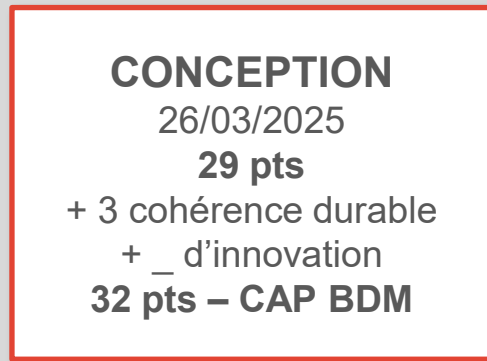 CONCEPTION
26/03/2025
29 pts
+ 3 cohérence durable
+ _ d’innovation
32 pts – CAP BDM